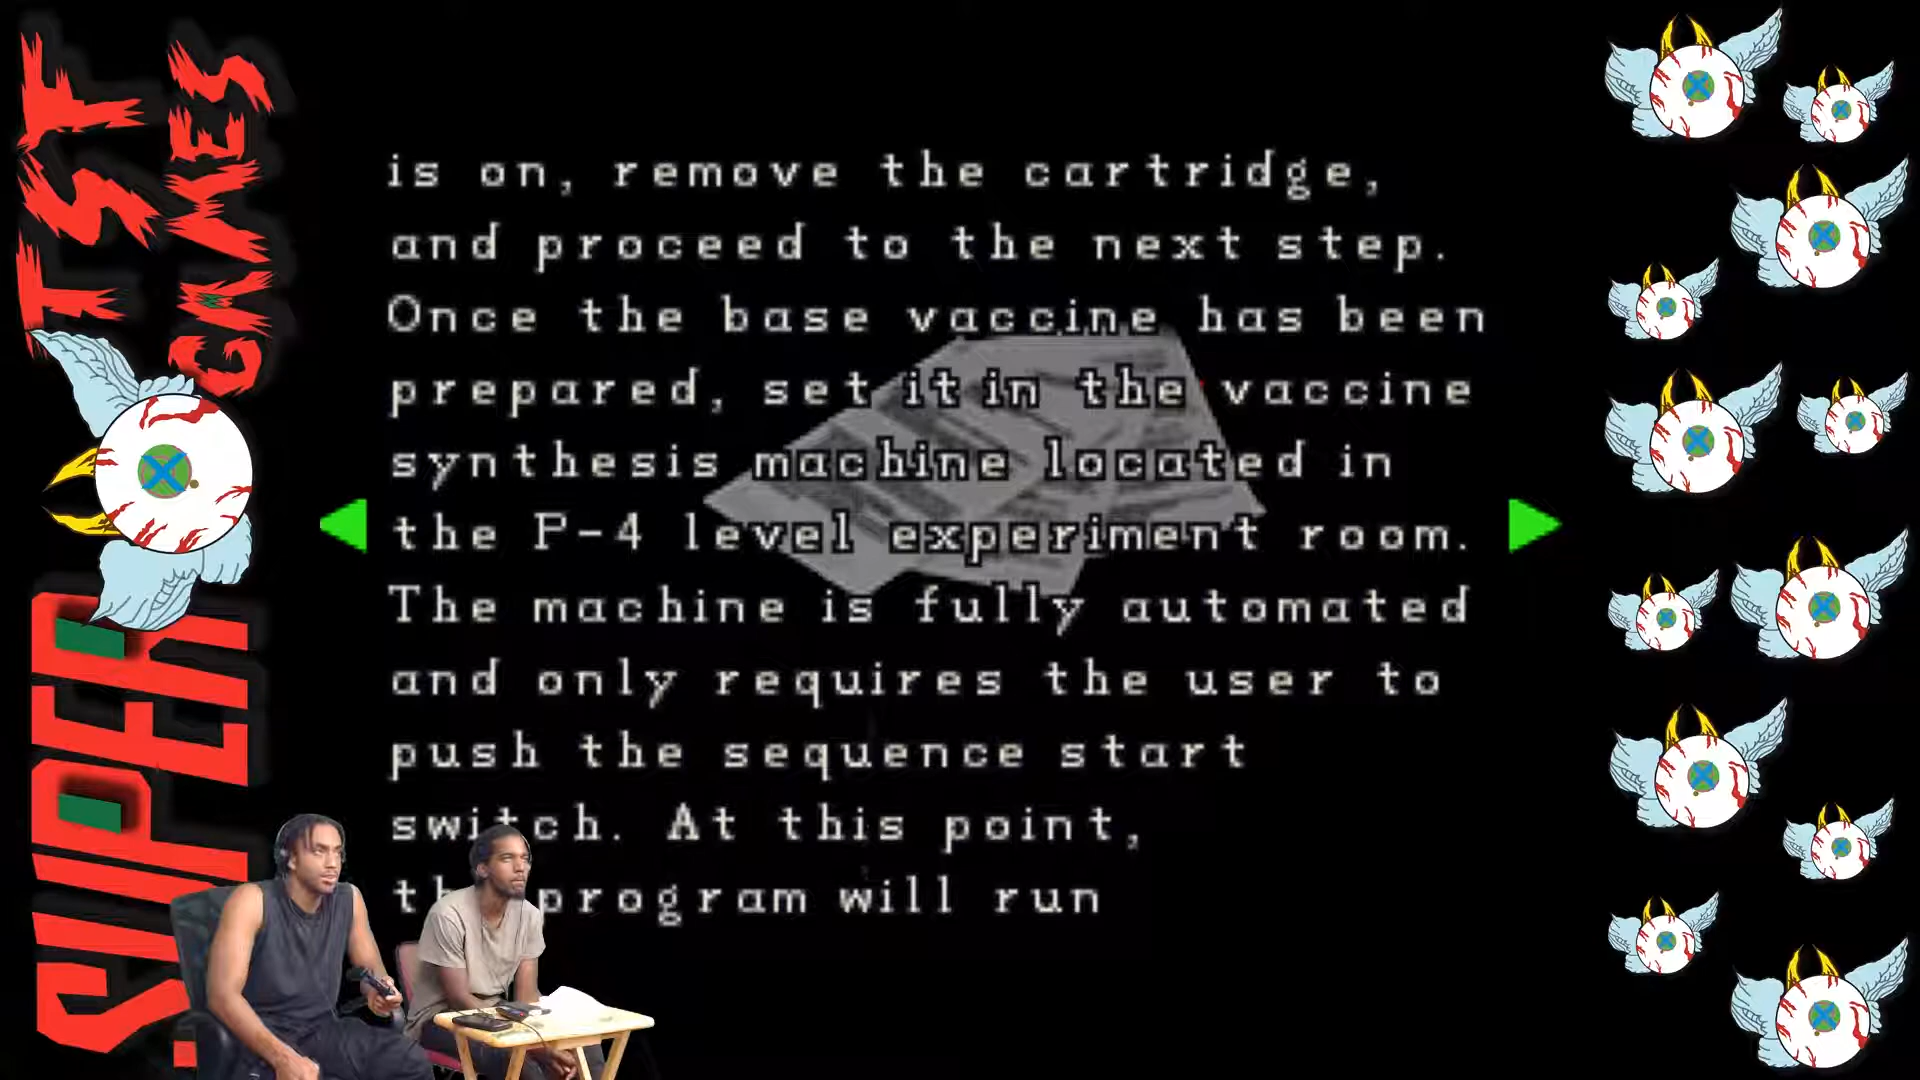 SUPER TSF
GAMES
is on, remove the cartridge,
and proceed to the next step.
Once the base vaccine has been
prepared, set it in the vaccine
synthesis machine located in
the P-4 level experiment room.
The machine is fully automated
and only requires the user to
push the sequence start
switch. At this point,
program will run